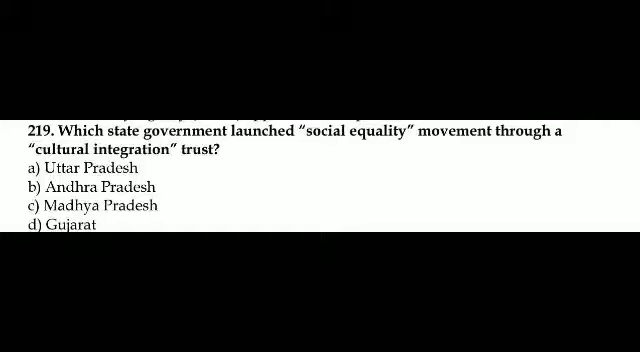 219. Which state government launched “social equality” movement through a
“cultural integration” trust?
a) Uttar Pradesh
b) Andhra Pradesh
c) Madhya Pradesh
d) Gujarat